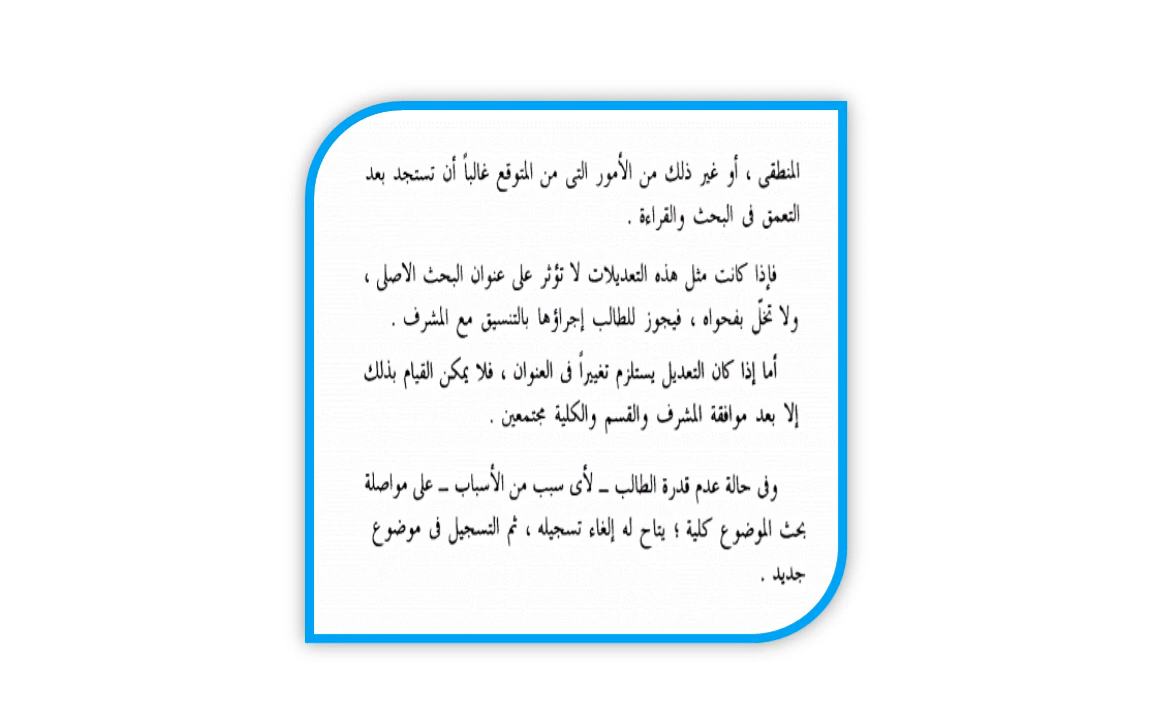 المنطقى ، أو غير ذلك من الأمور التى من المتوقع غالباً أن تستجد بعد
التعمق فى البحث والقراءة .
فإذا كانت مثل هذه التعديلات لا تؤثر على عنوان البحث الاصلى ،
ولا تخلّ بفحواه ، فيجوز للطالب إجراؤها بالتنسيق مع المشرف .
أما إذا كان التعديل يستلزم تغييراً فى العنوان ، فلا يمكن القيام بذلك
إلا بعد موافقة المشرف والقسم والكلية مجتمعين .
وفى حالة عدم قدرة الطالب ـ لأى سبب من الأسباب ـ على مواصلة
بحث الموضوع كلية ؛ يتاح له إلغاء تسجيله ، ثم التسجيل فى موضوع
جديد .